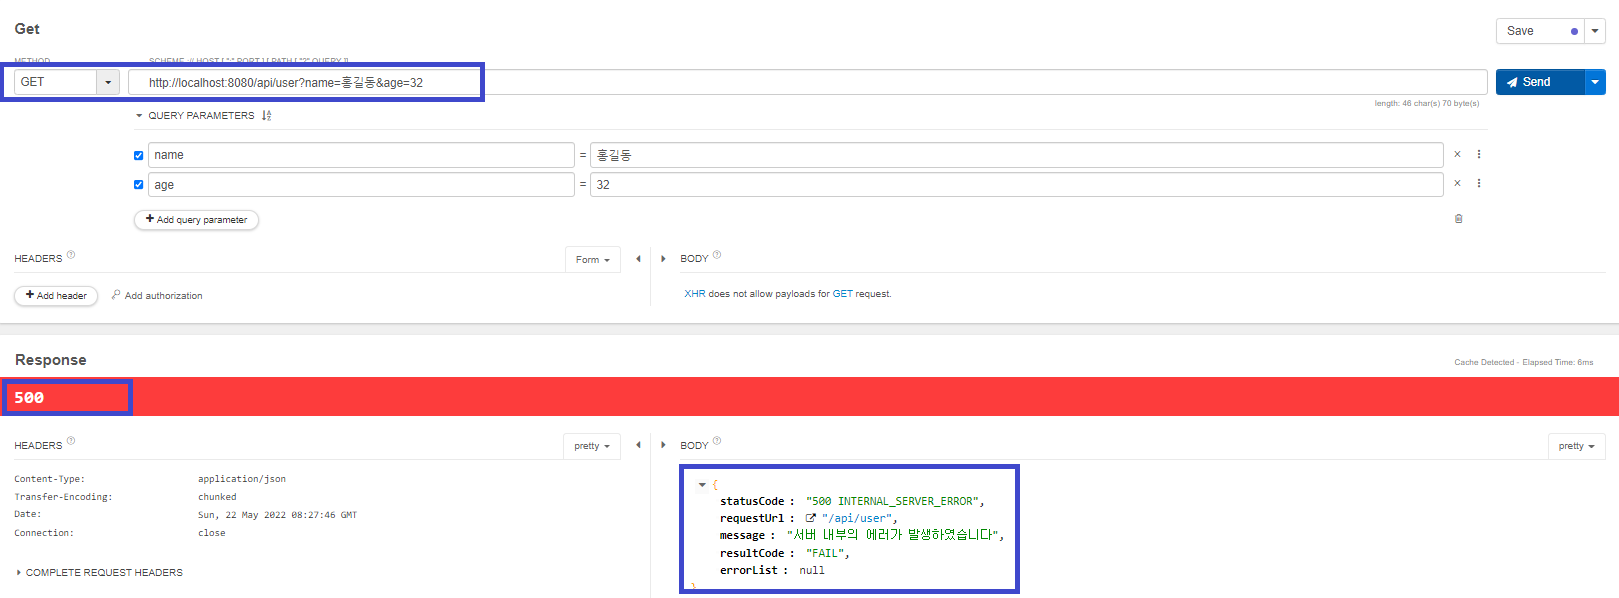 Get
Save
METHOD SCHEME :// HOST [ ":" PORT ] [ PATH [ "?" QUERY ]]
GET http://localhost:8080/api/user?name=홍길동&age=32 Send
length: 46 char(s) 70 byte(s)
QUERY PARAMETERS
name = 홍길동
age = 32
+ Add query parameter
HEADERS ? Form BODY ?
+ Add header Add authorization XHR does not allow payloads for GET request.
Response Cache Detected - Elapsed Time: 6ms
500
HEADERS ? pretty BODY ? pretty
Content-Type: application/json
Transfer-Encoding: chunked
Date: Sun, 22 May 2022 08:27:46 GMT
Connection: close
COMPLETE REQUEST HEADERS
{
statusCode : "500 INTERNAL_SERVER_ERROR",
requestUrl : "/api/user",
message : "서버 내부의 에러가 발생하였습니다",
resultCode : "FAIL",
errorList : null
}